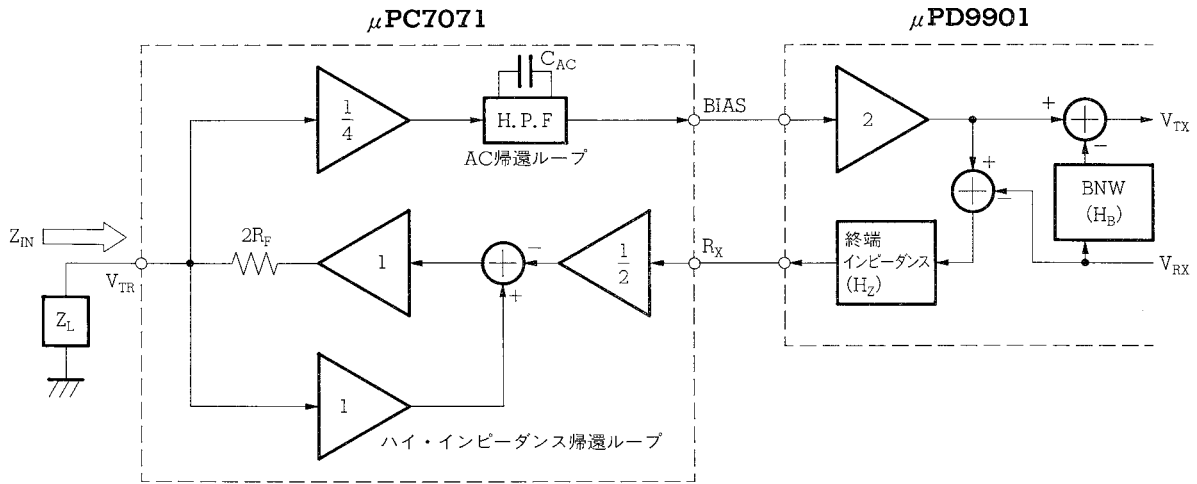 μPC7071
μPD9901
C_AC
1/4
H.P.F
AC帰還ループ
BIAS
2
+
−
V_TX
+
−
BNW
(H_B)
Z_IN
2R_F
1
−
+
1/2
R_X
終端
インピーダンス
(H_Z)
V_RX
V_TR
Z_L
1
ハイ・インピーダンス帰還ループ